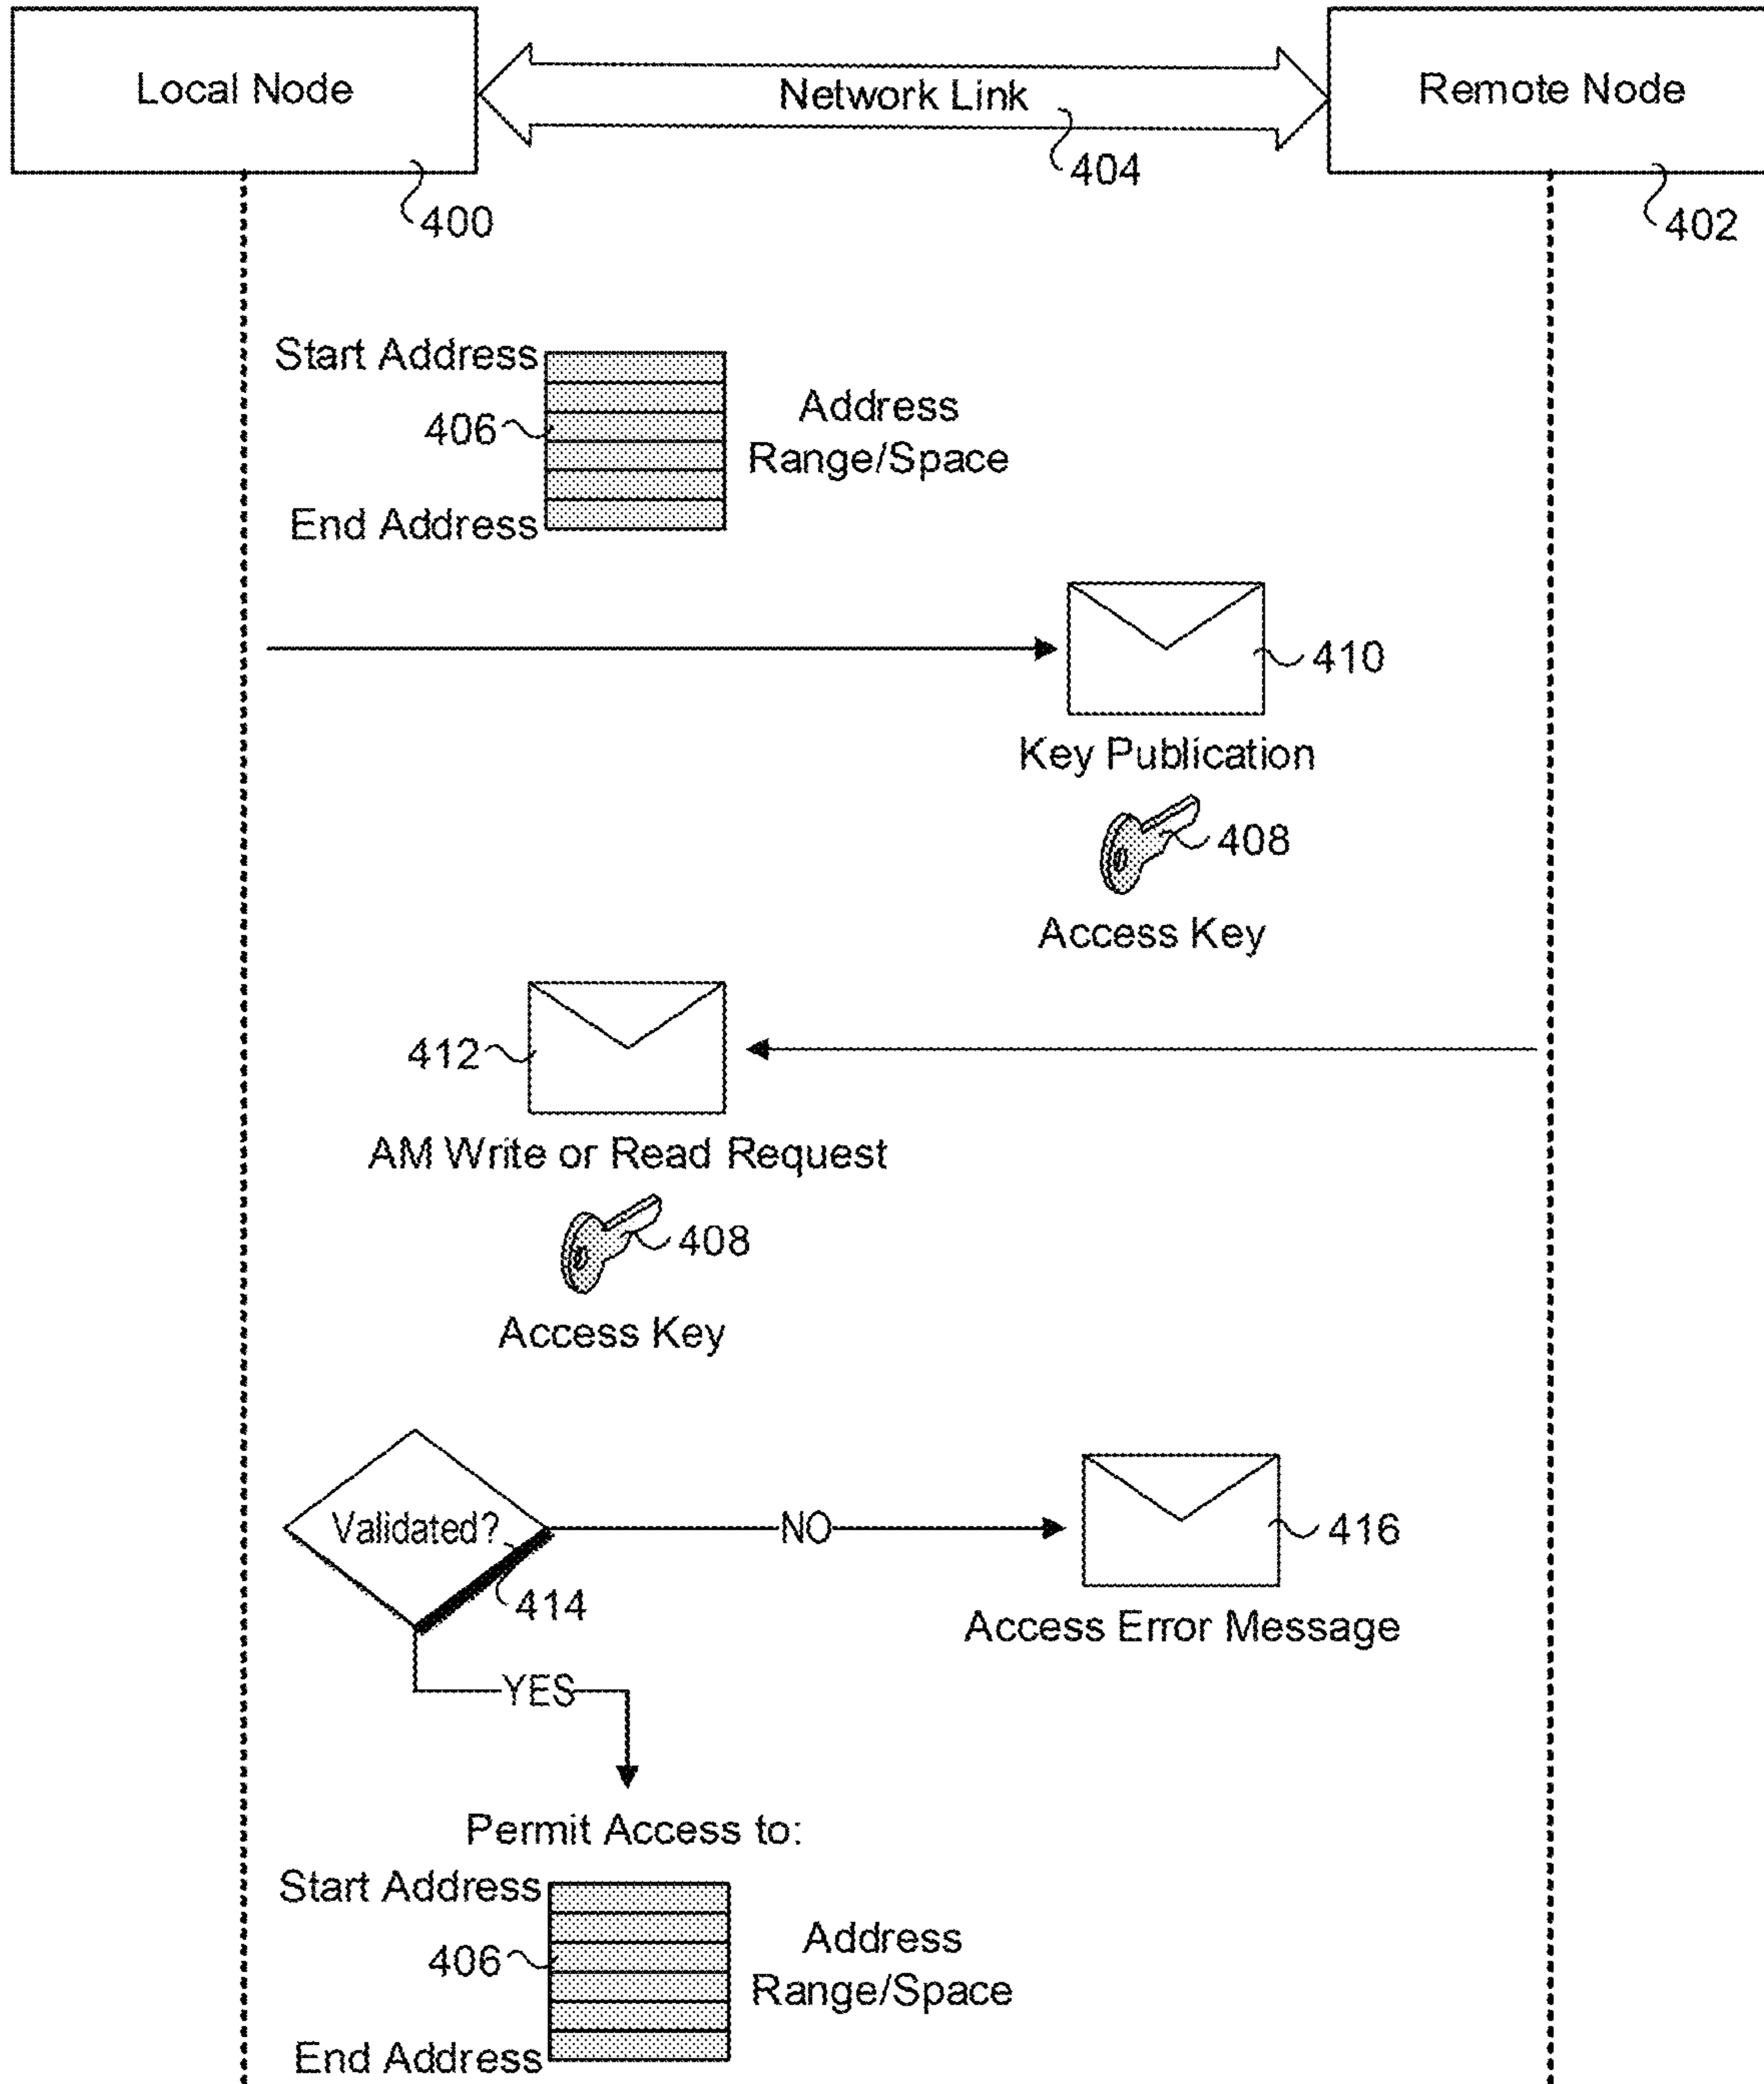 Local Node
Network Link
Remote Node
404
400
402
Start Address
406
Address
Range/Space
End Address
410
Key Publication
408
Access Key
412
AM Write or Read Request
408
Access Key
Validated?
NO
416
414
Access Error Message
YES
Permit Access to:
Start Address
406
Address
Range/Space
End Address